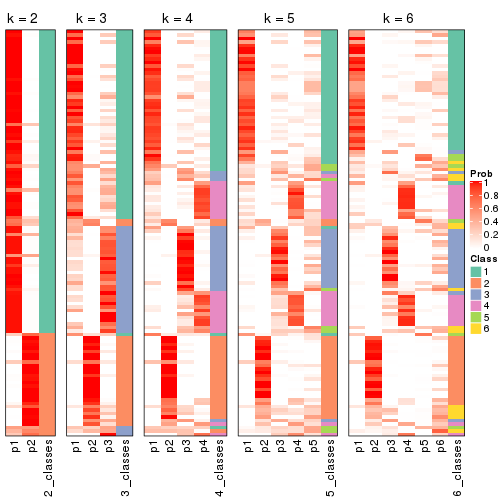 k = 2
k = 3
k = 4
k = 5
k = 6
p1
p2
2_classes
p1
p2
p3
3_classes
p1
p2
p3
p4
4_classes
p1
p2
p3
p4
p5
5_classes
p1
p2
p3
p4
p5
p6
6_classes
Prob
1
0.8
0.6
0.4
0.2
0
Class
1
2
3
4
5
6